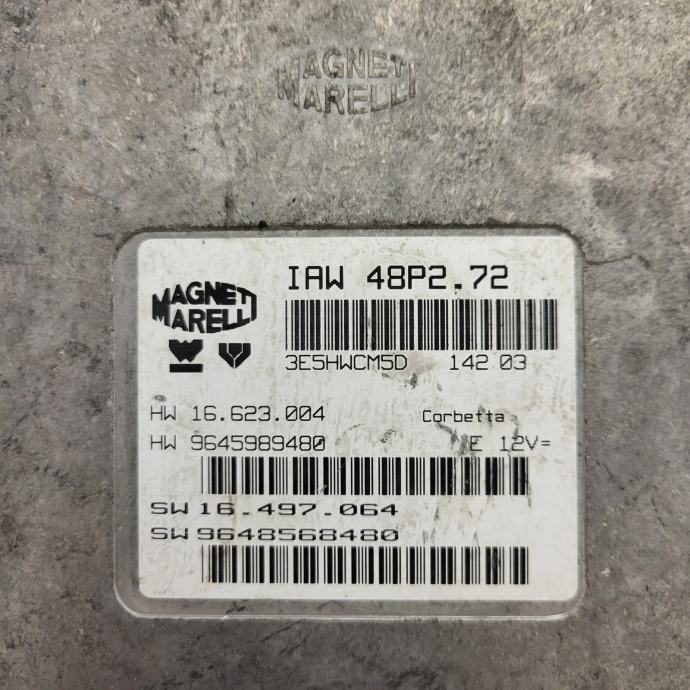 MAGNETI
MARELLI
IAW 48P2.72
MAGNETI
MARELLI
3E5HWCM5D 142 03
HW 16.623.004 Corbetta
HW 9645989480 E 12V=
SW 16.497.064
SW 9648568480